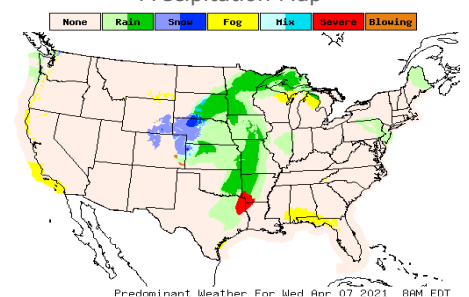 Precipitation Map
None Rain Snow Fog Mix Severe Blowing
Predominant Weather For Wed Apr 07 2021 8AM EDT